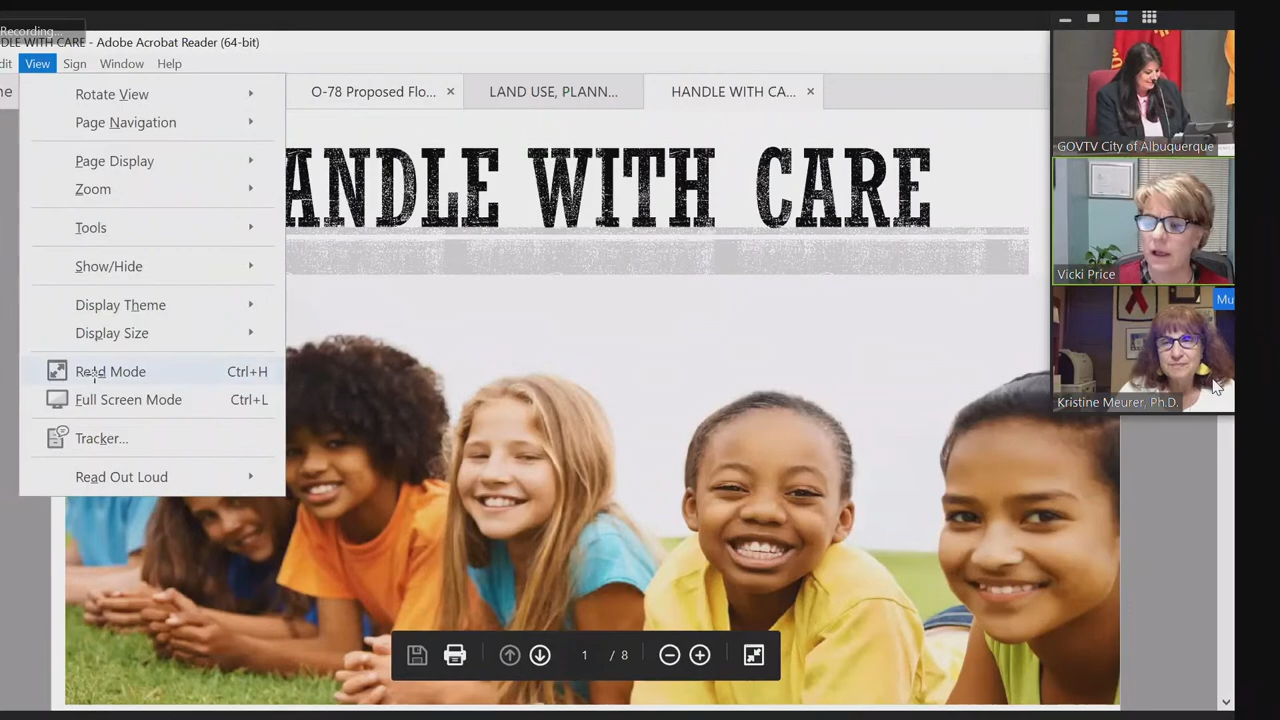 Recording...
DLE WITH CARE - Adobe Acrobat Reader (64-bit)
dit View Sign Window Help
ne O-78 Proposed Flo... × LAND USE, PLANN... HANDLE WITH CA... ×
Rotate View
Page Navigation
Page Display
Zoom
Tools
Show/Hide
Display Theme
Display Size
Read Mode Ctrl+H
Full Screen Mode Ctrl+L
Tracker...
Read Out Loud
ANDLE WITH CARE
1 / 8
GOVTV City of Albuquerque
Vicki Price
Mu
Kristine Meurer, Ph.D.